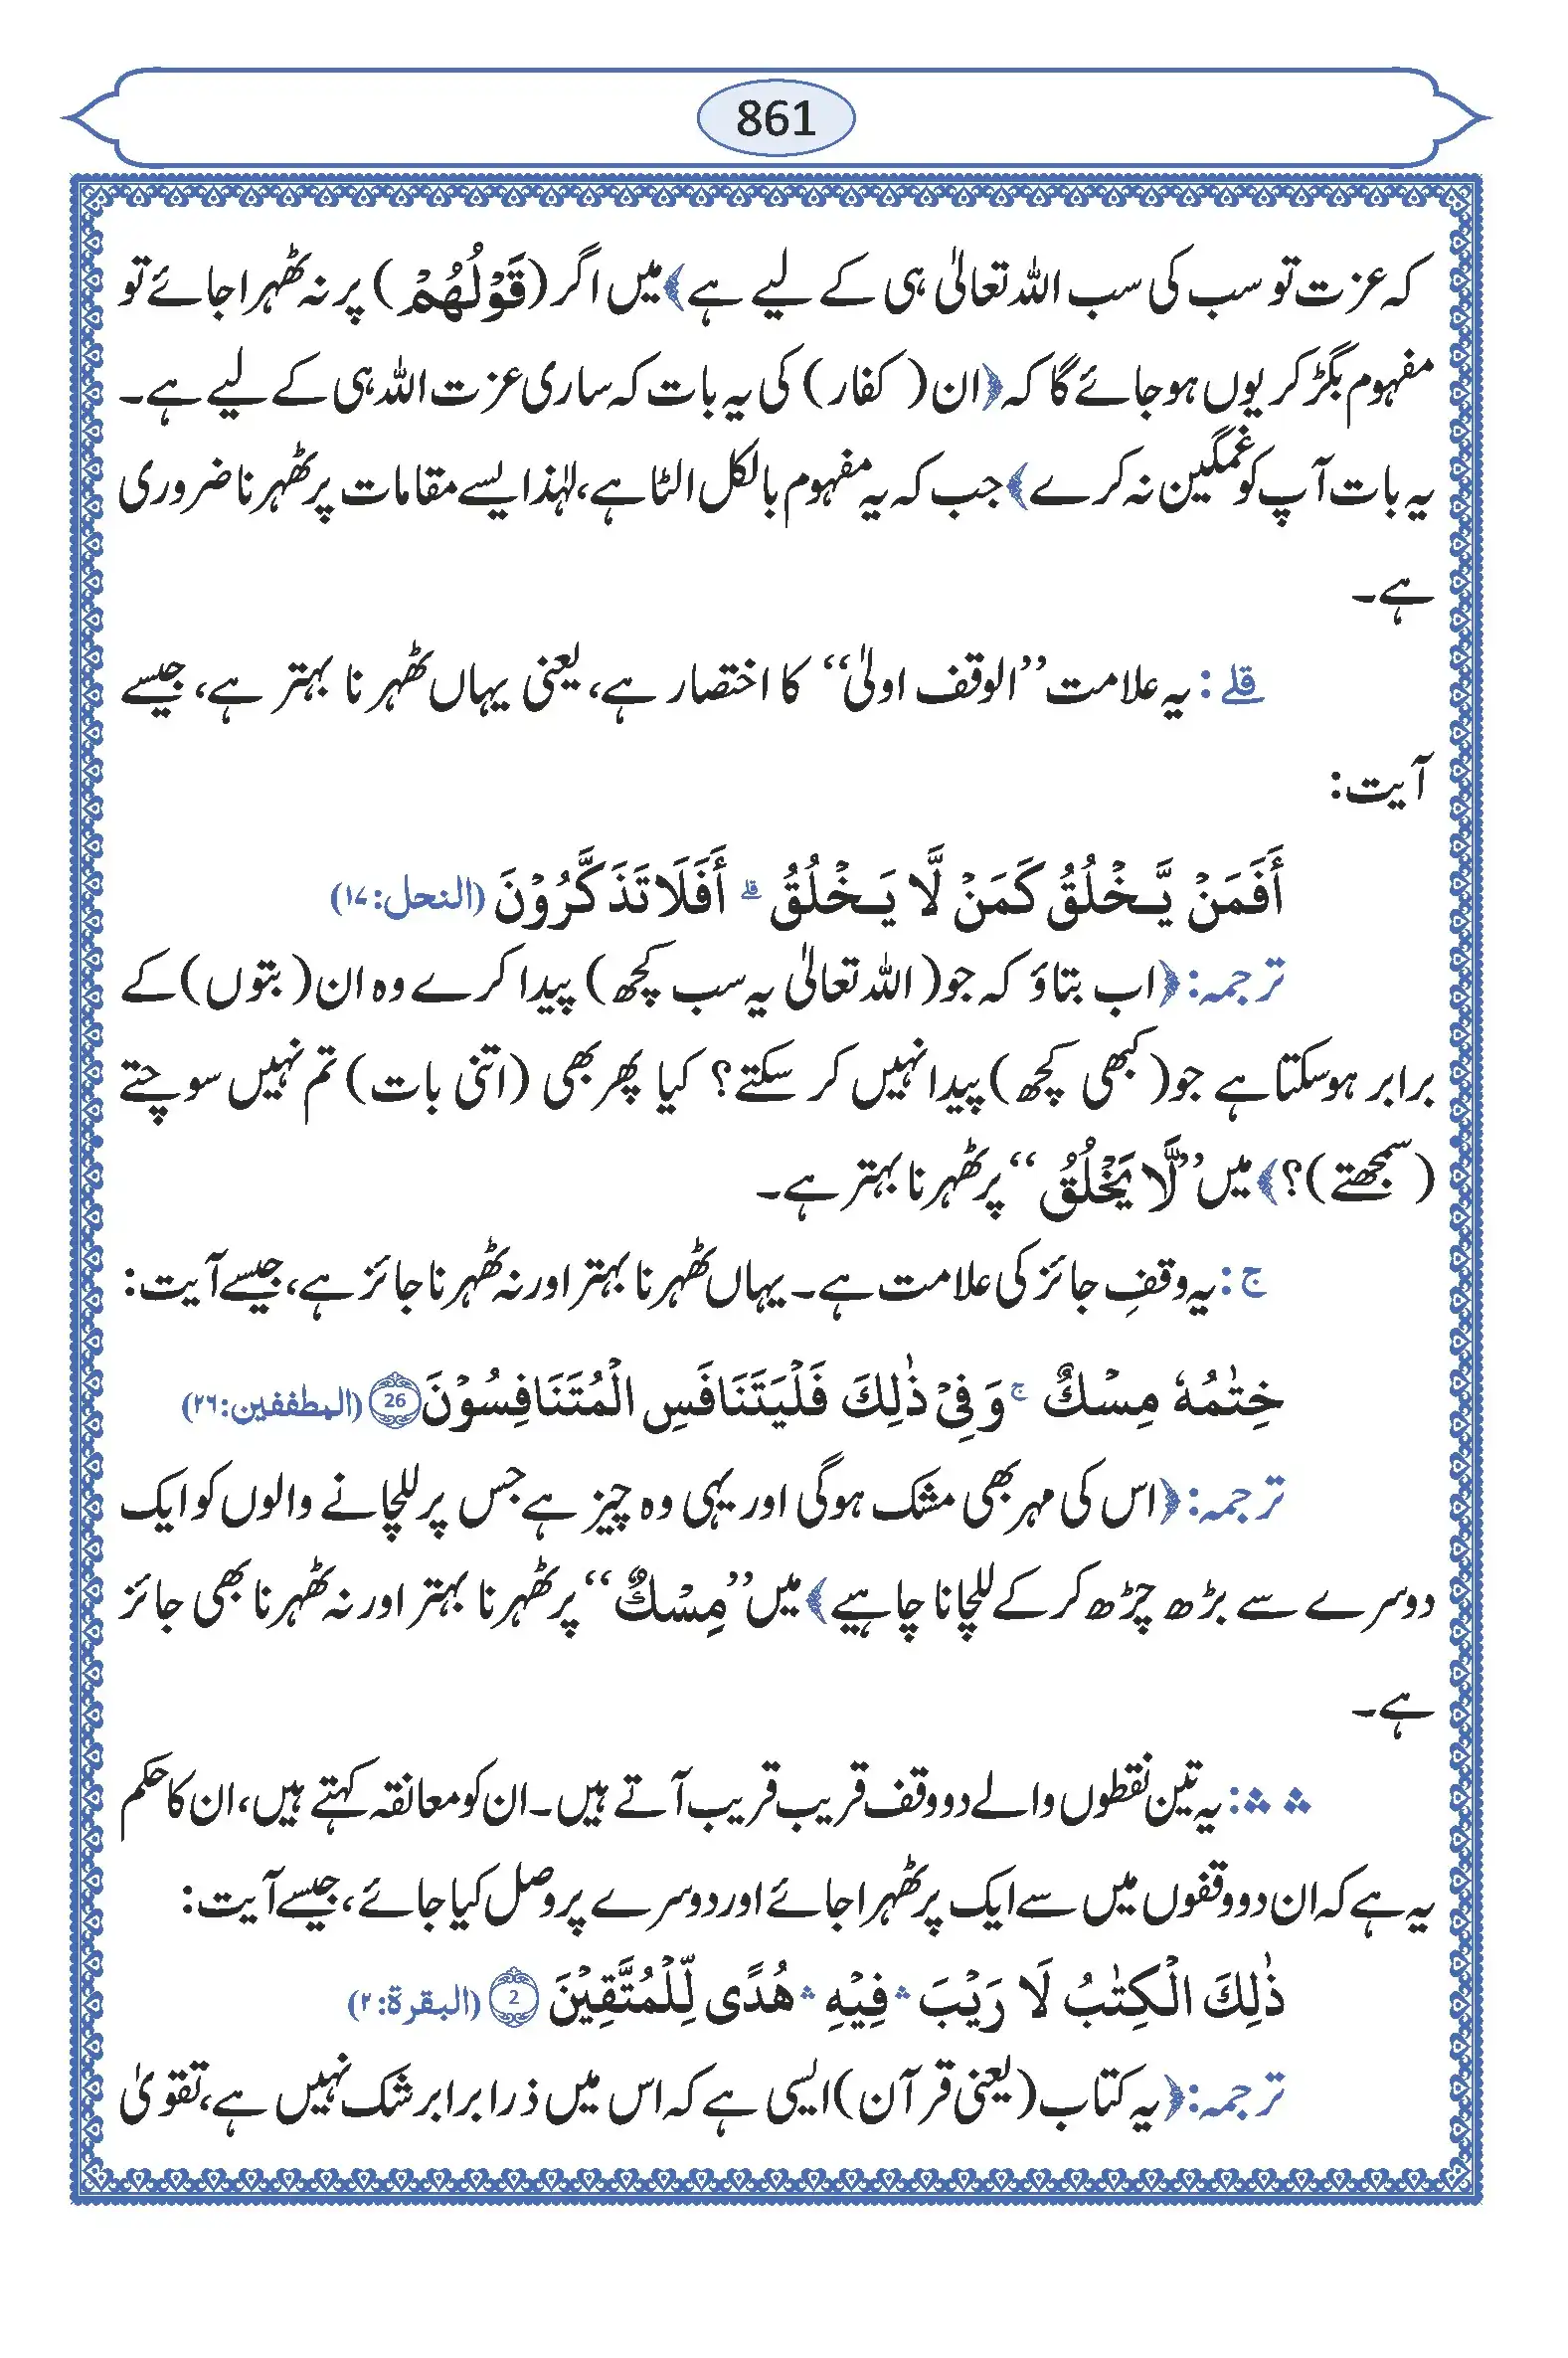 861
کہ عزت تو سب کی سب اللہ تعالیٰ ہی کے لیے ہے﴾ میں اگر (قَوْلُهُمْ) پر نہ ٹھہرا جائے تو
مفہوم بگڑ کر یوں ہو جائے گا کہ ﴿ان (کفار) کی یہ بات کہ ساری عزت اللہ ہی کے لیے ہے۔
یہ بات آپ کو غمگین نہ کرے﴾ جب کہ یہ مفہوم بالکل الٹا ہے، لہٰذا ایسے مقامات پر ٹھہرنا ضروری
ہے۔
قلے: یہ علامت ’’الوقف اولیٰ‘‘ کا اختصار ہے، یعنی یہاں ٹھہرنا بہتر ہے، جیسے
آیت:
أَفَمَنْ يَّخْلُقُ كَمَنْ لَّا يَخْلُقُ ۗ أَفَلَا تَذَكَّرُوْنَ (النحل: ۱۷)
ترجمہ: ﴿اب بتاؤ کہ جو (اللہ تعالیٰ یہ سب کچھ) پیدا کرے وہ ان (بتوں) کے
برابر ہو سکتا ہے جو (کبھی کچھ) پیدا نہیں کر سکتے؟ کیا پھر بھی (اتنی بات) تم نہیں سوچتے
(سمجھتے)؟﴾ میں ’’لَّا يَخْلُقُ‘‘ پر ٹھہرنا بہتر ہے۔
ج: یہ وقفِ جائز کی علامت ہے۔ یہاں ٹھہرنا بہتر اور نہ ٹھہرنا جائز ہے، جیسے آیت:
خِتٰمُهٗ مِسْكٌ ۚ وَفِيْ ذٰلِكَ فَلْيَتَنَافَسِ الْمُتَنَافِسُوْنَ 26 (المطففین: ۲۶)
ترجمہ: ﴿اس کی مہر بھی مشک ہوگی اور یہی وہ چیز ہے جس پر للچانے والوں کو ایک
دوسرے سے بڑھ چڑھ کر کے للچانا چاہیے﴾ میں ’’مِسْكٌ‘‘ پر ٹھہرنا بہتر اور نہ ٹھہرنا بھی جائز
ہے۔
ۛ ۛ: یہ تین نقطوں والے دو وقف قریب قریب آتے ہیں۔ ان کو معانقہ کہتے ہیں، ان کا حکم
یہ ہے کہ ان دو وقفوں میں سے ایک پر ٹھہرا جائے اور دوسرے پر وصل کیا جائے، جیسے آیت:
ذٰلِكَ الْكِتٰبُ لَا رَيْبَ ۛ فِيْهِ ۛ هُدًى لِّلْمُتَّقِيْنَ 2 (البقرة: ۲)
ترجمہ: ﴿یہ کتاب (یعنی قرآن) ایسی ہے کہ اس میں ذرا برابر شک نہیں ہے، تقویٰ